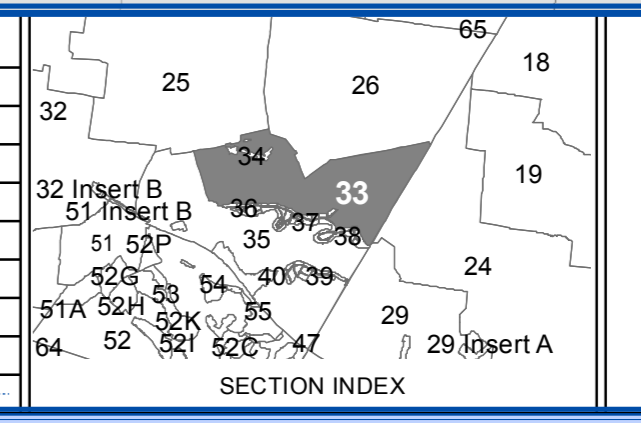 65
18
25
26
32
34
19
33
32 Insert B
51 Insert B
36
37
38
35
51
52P
24
52G
54
40
39
53
51A
52H
55
29
52K
64
52
52I
52C
47
29 Insert A
SECTION INDEX